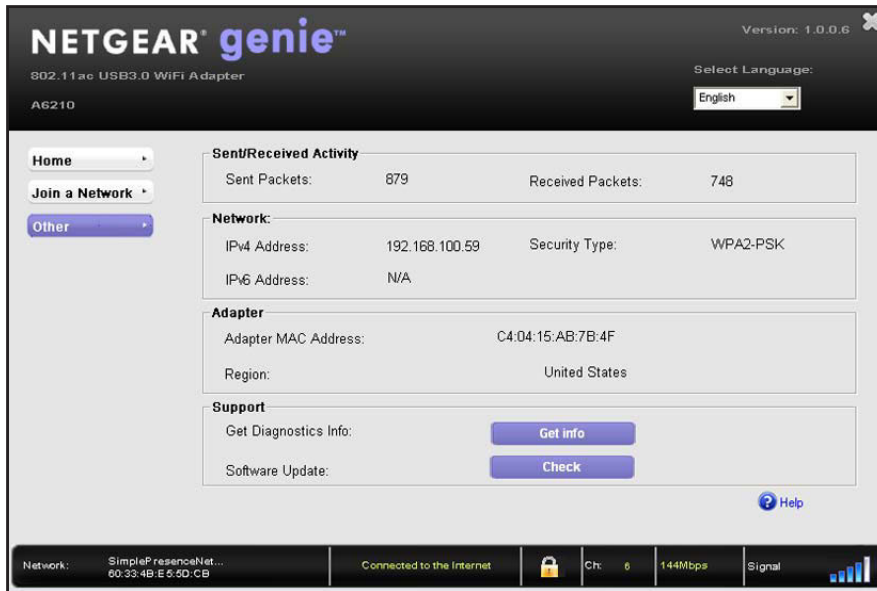 NETGEAR® genie™
Version: 1.0.0.6
802.11ac USB3.0 WiFi Adapter
Select Language:
A6210
English
Home
Join a Network
Other
Sent/Received Activity
Sent Packets: 879 Received Packets: 748
Network:
IPv4 Address: 192.168.100.59 Security Type: WPA2-PSK
IPv6 Address: N/A
Adapter
Adapter MAC Address: C4:04:15:AB:7B:4F
Region: United States
Support
Get Diagnostics Info: Get info
Software Update: Check
? Help
Network: SimplePresenceNet... Connected to the Internet Ch: 6 144Mbps Signal
60:33:4B:E5:5D:CB